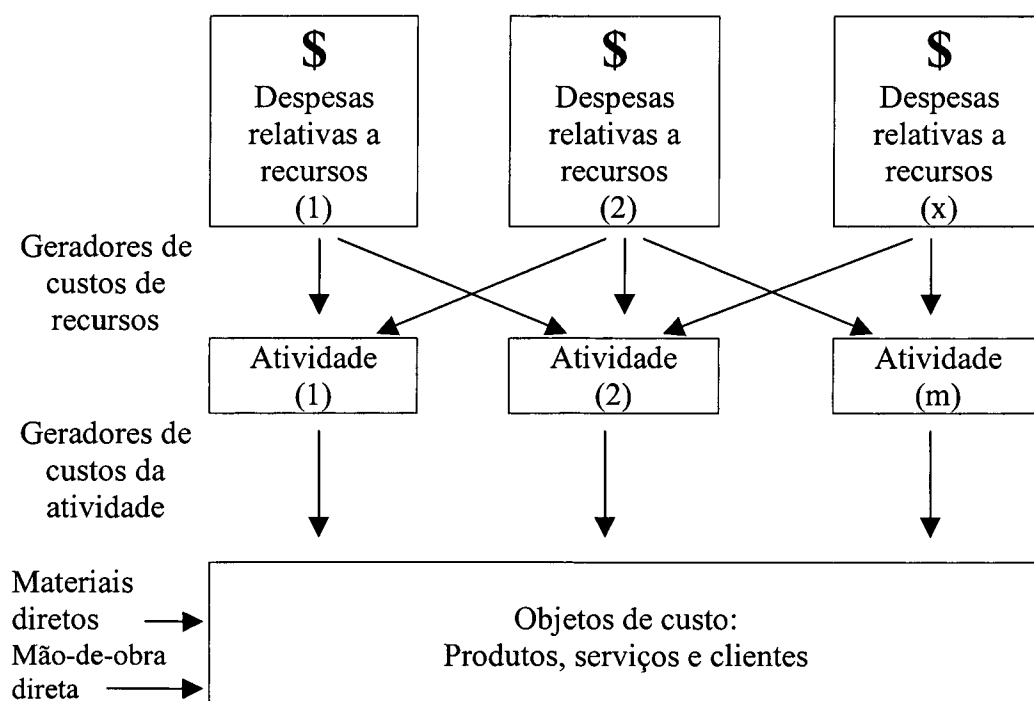 $
Despesas
relativas a
recursos
(1)
$
Despesas
relativas a
recursos
(2)
$
Despesas
relativas a
recursos
(x)
Geradores de
custos de
recursos
Atividade
(1)
Atividade
(2)
Atividade
(m)
Geradores de
custos da
atividade
Materiais
diretos
Mão-de-obra
direta
Objetos de custo:
Produtos, serviços e clientes